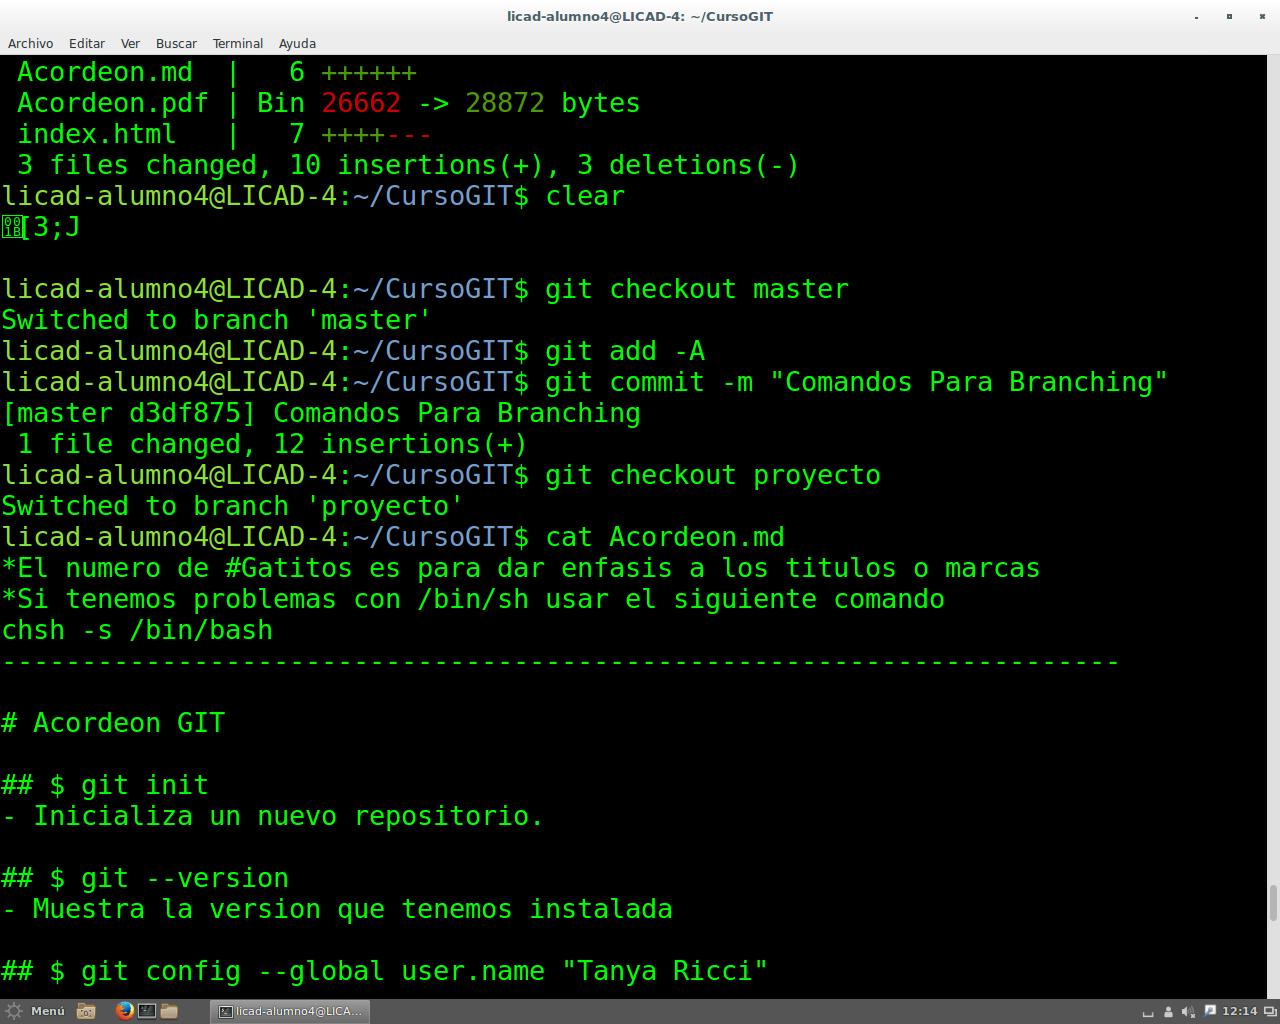 licad-alumno4@LICAD-4: ~/CursoGIT
Archivo Editar Ver Buscar Terminal Ayuda
Acordeon.md | 6 ++++++
Acordeon.pdf | Bin 26662 -> 28872 bytes
index.html | 7 ++++---
3 files changed, 10 insertions(+), 3 deletions(-)
licad-alumno4@LICAD-4:~/CursoGIT$ clear
001B[3;J
licad-alumno4@LICAD-4:~/CursoGIT$ git checkout master
Switched to branch 'master'
licad-alumno4@LICAD-4:~/CursoGIT$ git add -A
licad-alumno4@LICAD-4:~/CursoGIT$ git commit -m "Comandos Para Branching"
[master d3df875] Comandos Para Branching
1 file changed, 12 insertions(+)
licad-alumno4@LICAD-4:~/CursoGIT$ git checkout proyecto
Switched to branch 'proyecto'
licad-alumno4@LICAD-4:~/CursoGIT$ cat Acordeon.md
*El numero de #Gatitos es para dar enfasis a los titulos o marcas
*Si tenemos problemas con /bin/sh usar el siguiente comando
chsh -s /bin/bash
----------------------------------------------------------------------
# Acordeon GIT
## $ git init
- Inicializa un nuevo repositorio.
## $ git --version
- Muestra la version que tenemos instalada
## $ git config --global user.name "Tanya Ricci"
Menú licad-alumno4@LICA... 12:14